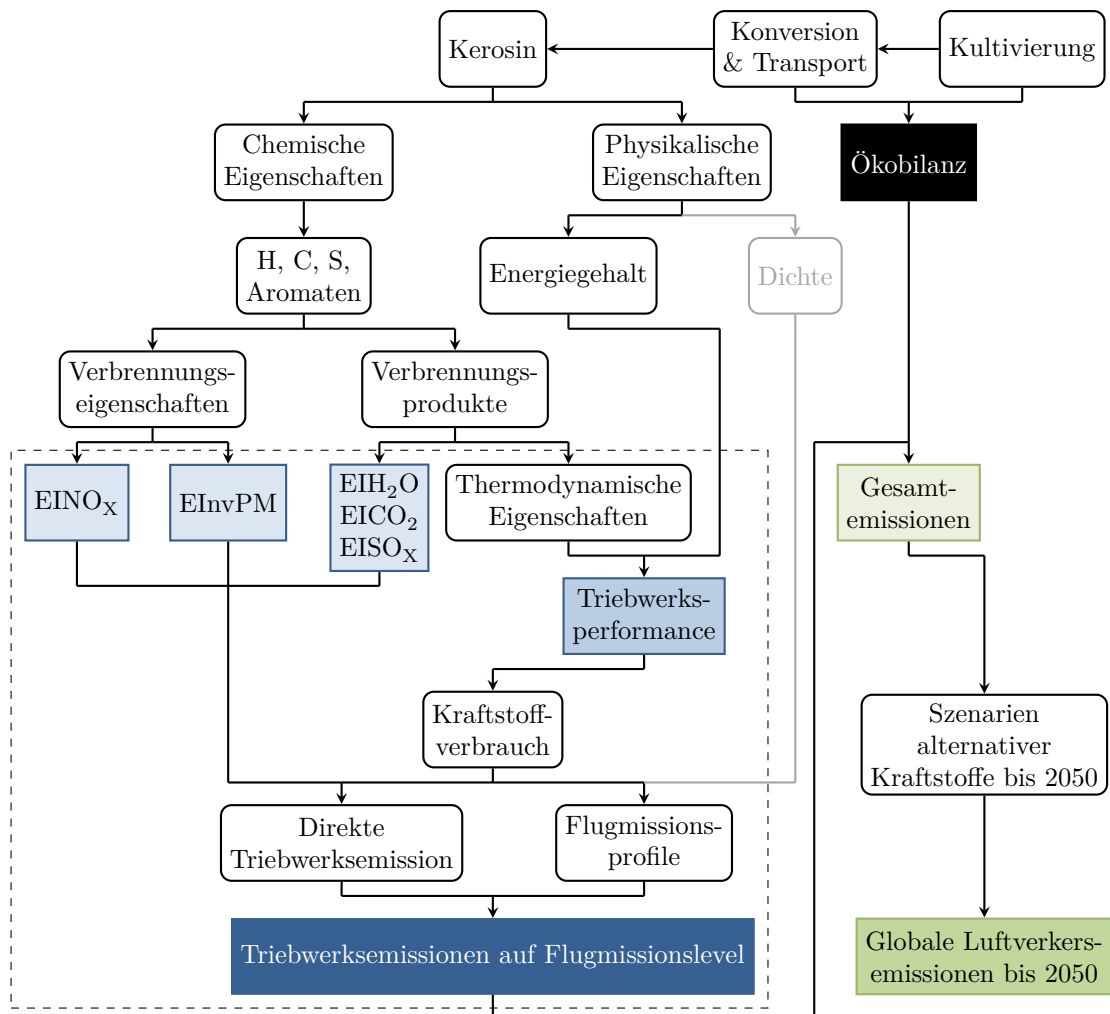 Kerosin
Konversion
& Transport
Kultivierung
Chemische
Eigenschaften
Physikalische
Eigenschaften
Ökobilanz
H, C, S,
Aromaten
Energiegehalt
Dichte
Verbrennungs-
eigenschaften
Verbrennungs-
produkte
EINO_X
EInvPM
EIH₂O
EICO₂
EISO_X
Thermodynamische
Eigenschaften
Gesamt-
emissionen
Triebwerks-
performance
Kraftstoff-
verbrauch
Szenarien
alternativer
Kraftstoffe bis 2050
Direkte
Triebwerksemission
Flugmissions-
profile
Triebwerksemissionen auf Flugmissionslevel
Globale Luftverkers-
emissionen bis 2050